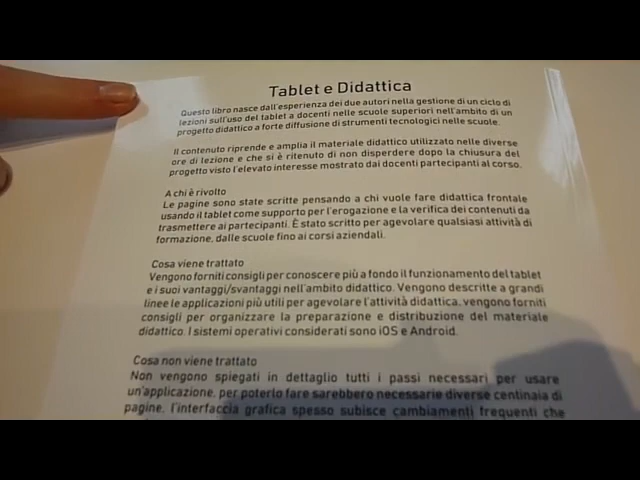 Tablet e Didattica
Questo libro nasce dall'esperienza dei due autori nella gestione di un ciclo di
lezioni sull'uso del tablet a docenti nelle scuole superiori nell'ambito di un
progetto didattico a forte diffusione di strumenti tecnologici nelle scuole.
Il contenuto riprende e amplia il materiale didattico utilizzato nelle diverse
ore di lezione e che si è ritenuto di non disperdere dopo la chiusura del
progetto visto l'elevato interesse mostrato dai docenti partecipanti al corso.
A chi è rivolto
Le pagine sono state scritte pensando a chi vuole fare didattica frontale
usando il tablet come supporto per l'erogazione e la verifica dei contenuti da
trasmettere ai partecipanti. È stato scritto per agevolare qualsiasi attività di
formazione, dalle scuole fino ai corsi aziendali.
Cosa viene trattato
Vengono forniti consigli per conoscere più a fondo il funzionamento del tablet
e i suoi vantaggi/svantaggi nell'ambito didattico. Vengono descritte a grandi
linee le applicazioni più utili per agevolare l'attività didattica, vengono forniti
consigli per organizzare la preparazione e distribuzione del materiale
didattico. I sistemi operativi considerati sono iOS e Android.
Cosa non viene trattato
Non vengono spiegati in dettaglio tutti i passi necessari per usare
un'applicazione, per poterlo fare sarebbero necessarie diverse centinaia di
pagine, l'interfaccia grafica spesso subisce cambiamenti frequenti che